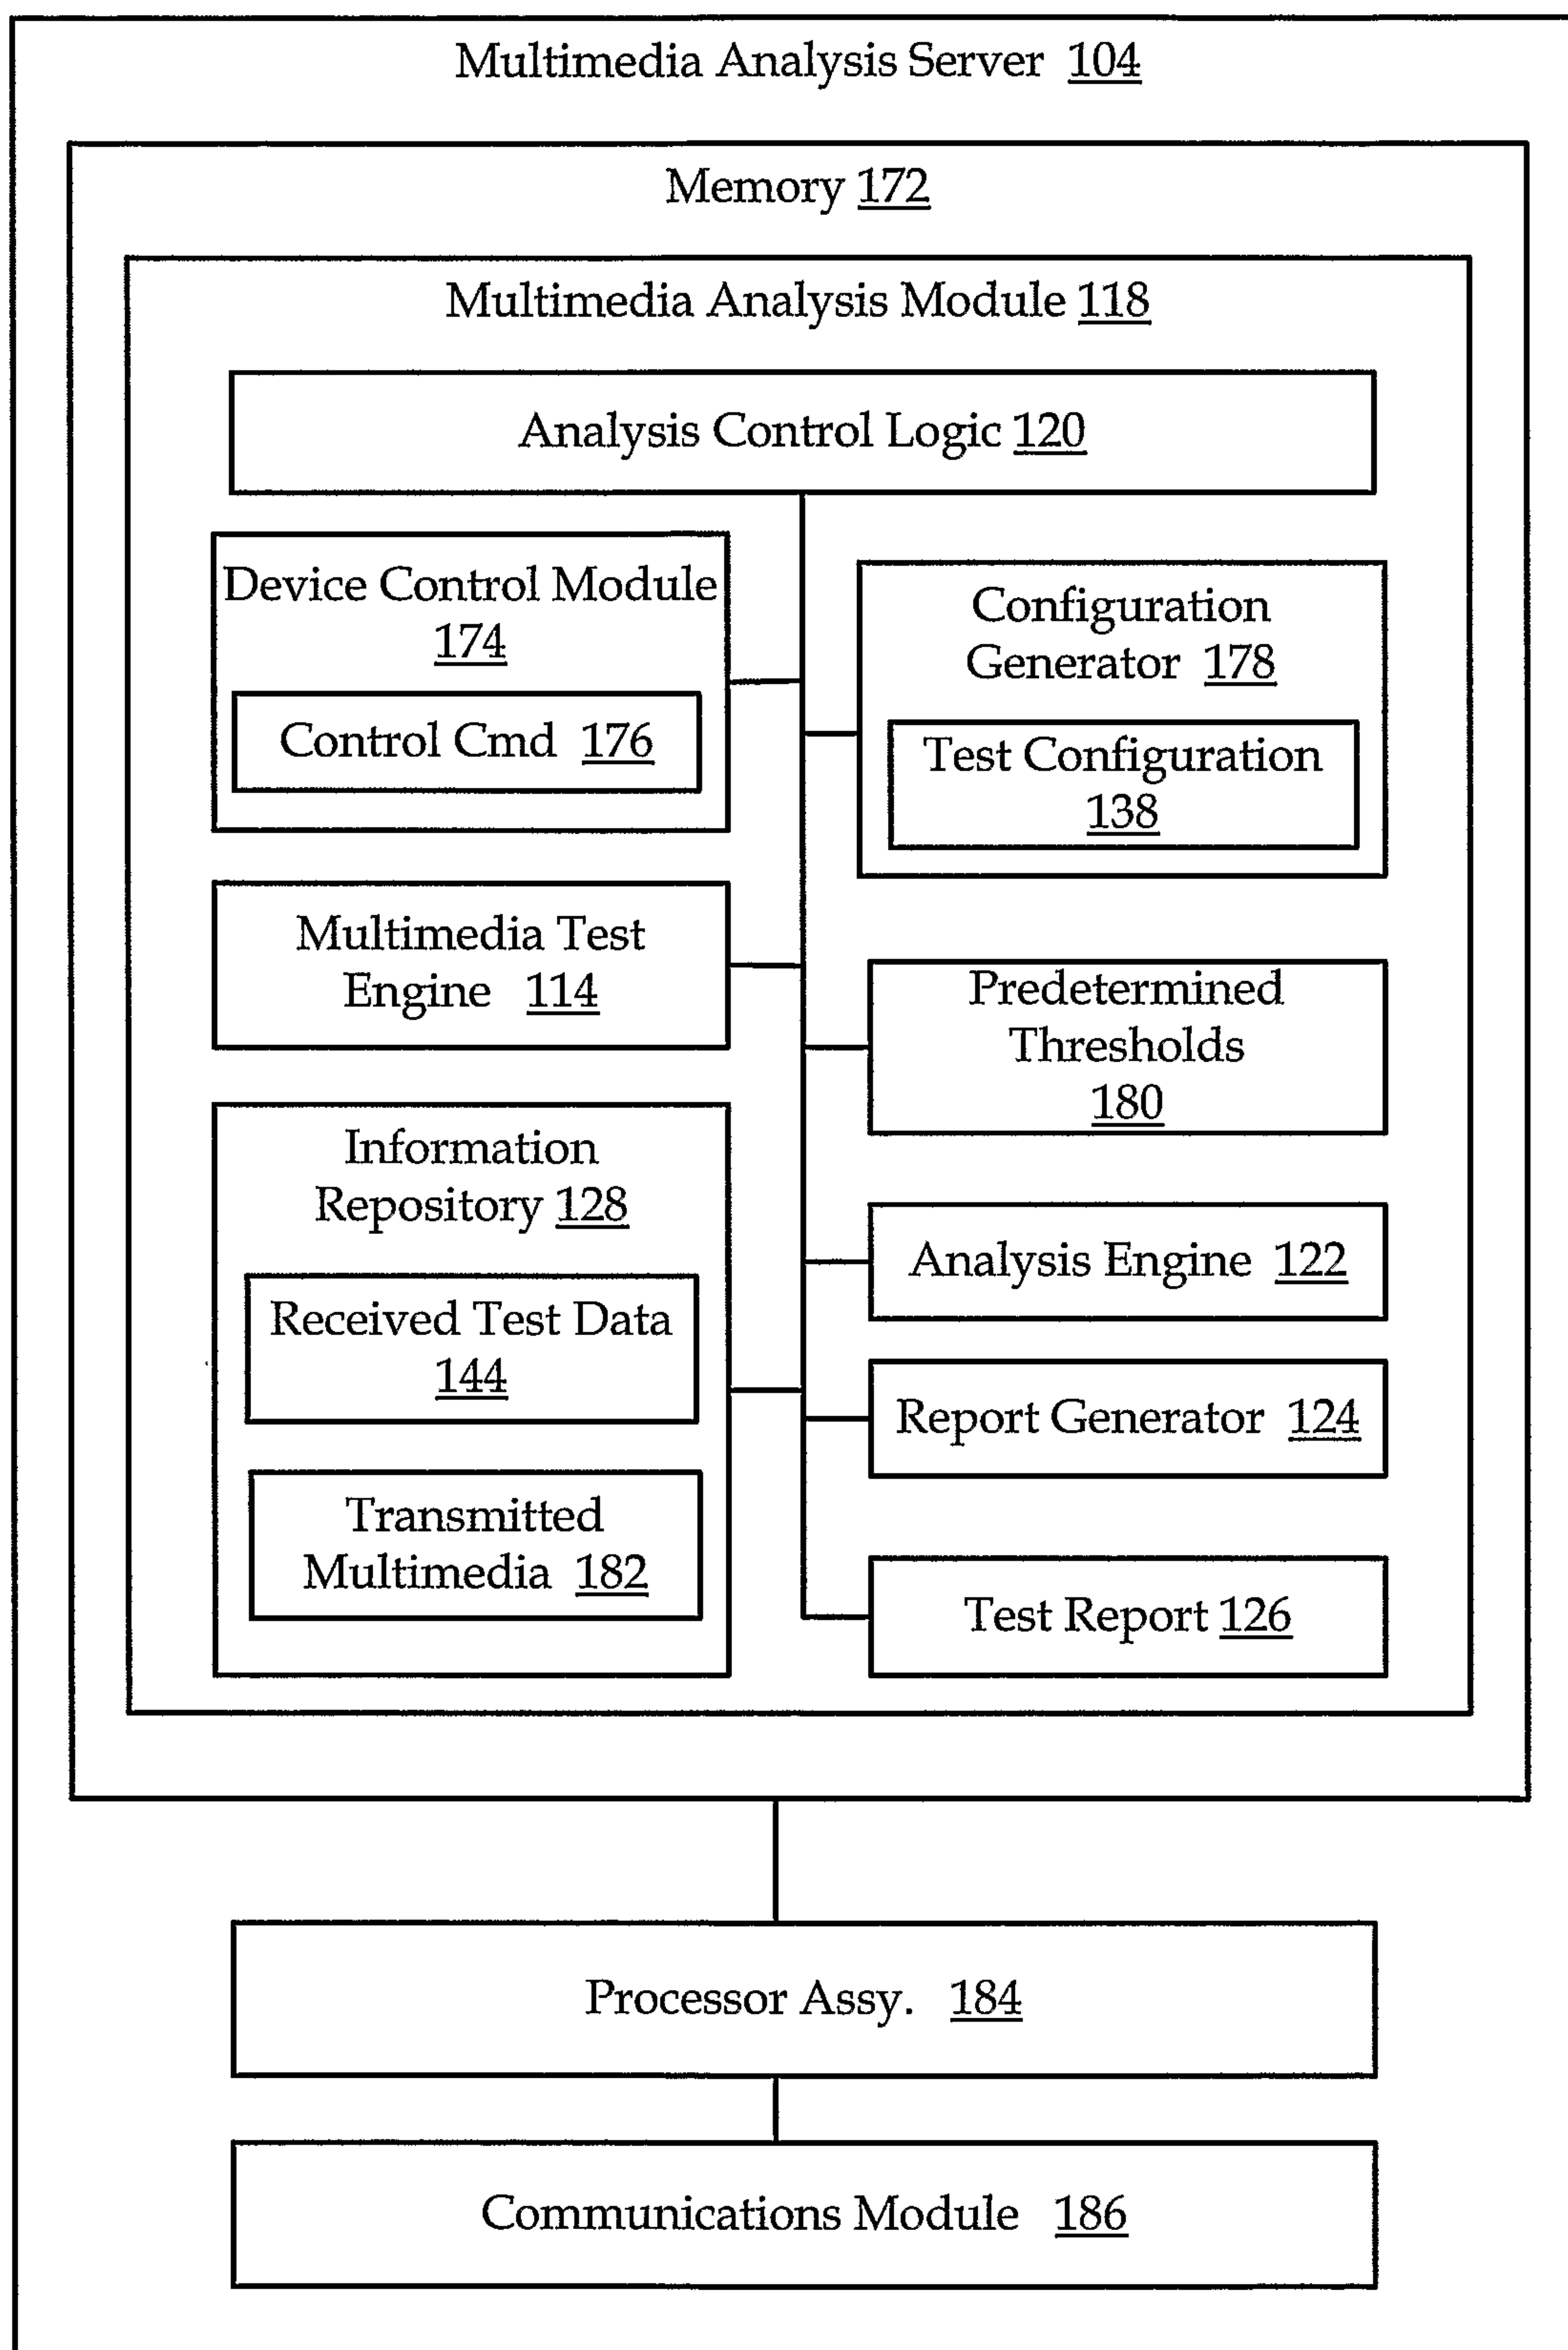 Multimedia Analysis Server 104
Memory 172
Multimedia Analysis Module 118
Analysis Control Logic 120
Device Control Module
174
Control Cmd 176
Configuration
Generator 178
Test Configuration
138
Multimedia Test
Engine 114
Predetermined
Thresholds
180
Information
Repository 128
Received Test Data
144
Transmitted
Multimedia 182
Analysis Engine 122
Report Generator 124
Test Report 126
Processor Assy. 184
Communications Module 186